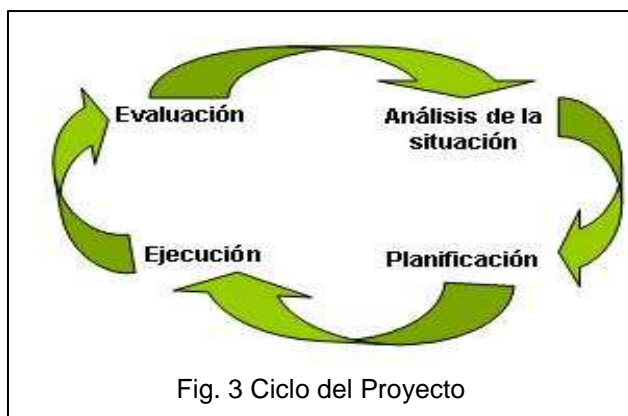 Evaluación
Análisis de la
situación
Ejecución
Planificación
Fig. 3 Ciclo del Proyecto